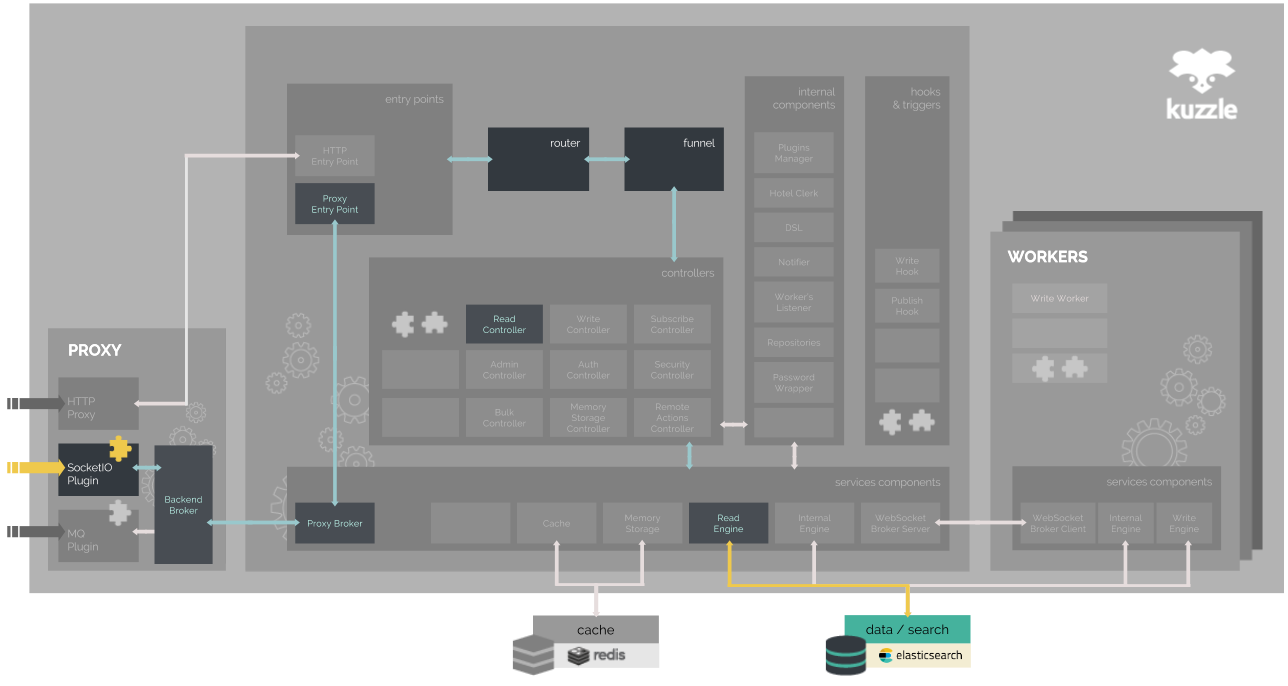 kuzzle
entry points
HTTP
Entry Point
Proxy
Entry Point
router
funnel
internal
components
Plugins
Manager
Hotel Clerk
DSL
Notifier
Worker's
Listener
Repositories
Password
Wrapper
hooks
& triggers
Write
Hook
Publish
Hook
controllers
Read
Controller
Write
Controller
Subscribe
Controller
Admin
Controller
Auth
Controller
Security
Controller
Bulk
Controller
Memory
Storage
Controller
Remote
Actions
Controller
WORKERS
Write Worker
PROXY
HTTP
Proxy
SocketIO
Plugin
MQ
Plugin
Backend
Broker
services components
Proxy Broker
Cache
Memory
Storage
Read
Engine
Internal
Engine
WebSocket
Broker Server
services components
WebSocket
Broker Client
Internal
Engine
Write
Engine
cache
redis
data / search
elasticsearch